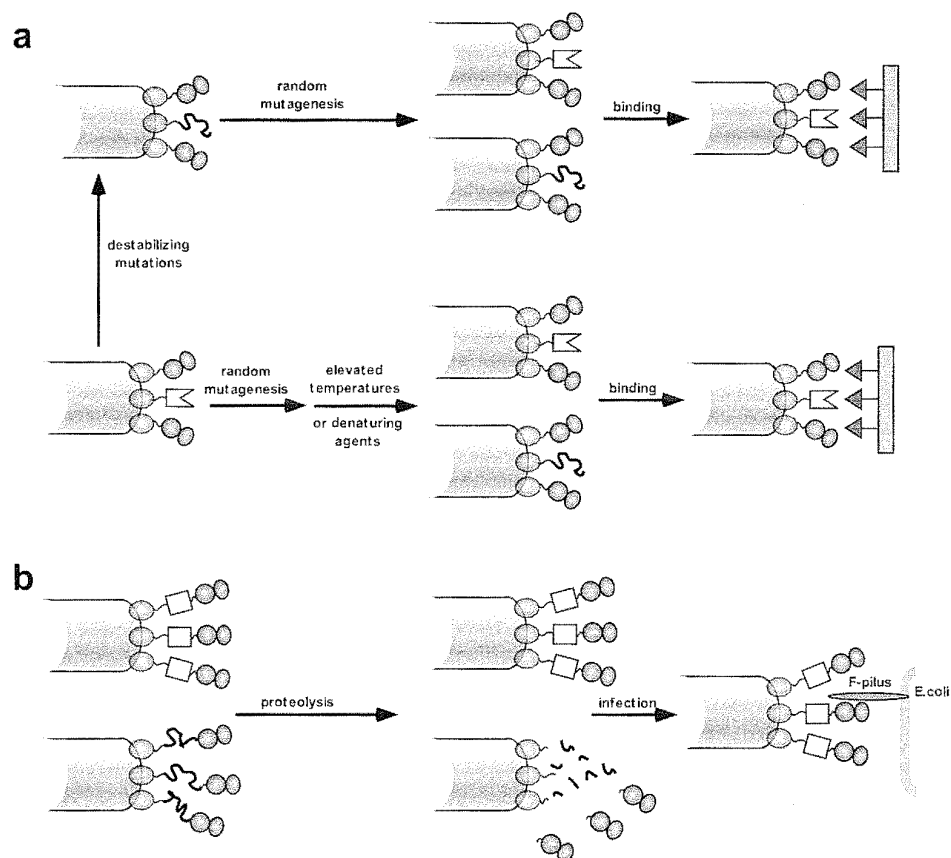 a
random
mutagenesis
binding
destabilizing
mutations
random
mutagenesis
elevated
temperatures
or denaturing
agents
binding
b
proteolysis
infection
F-pilus
E.coli